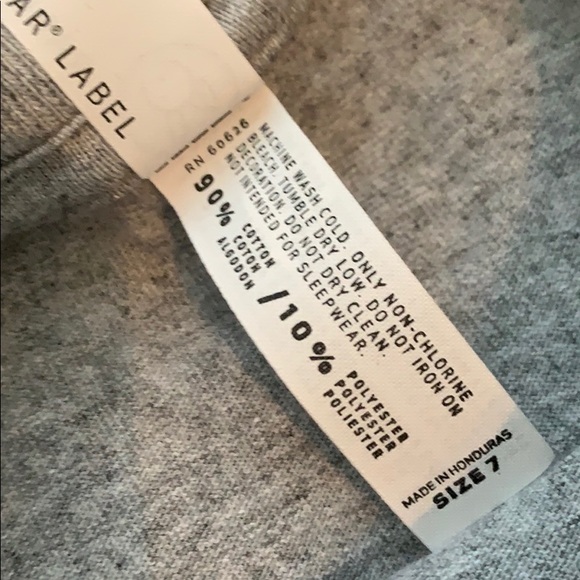 AR® LABEL
RN 60626
90% COTTON
COTON
ALGODON
/10% POLYESTER
POLYESTER
POLIESTER
MACHINE WASH COLD. ONLY NON-CHLORINE
BLEACH. TUMBLE DRY LOW. DO NOT IRON ON
DECORATION. DO NOT DRY CLEAN.
NOT INTENDED FOR SLEEPWEAR.
MADE IN HONDURAS
SIZE 7